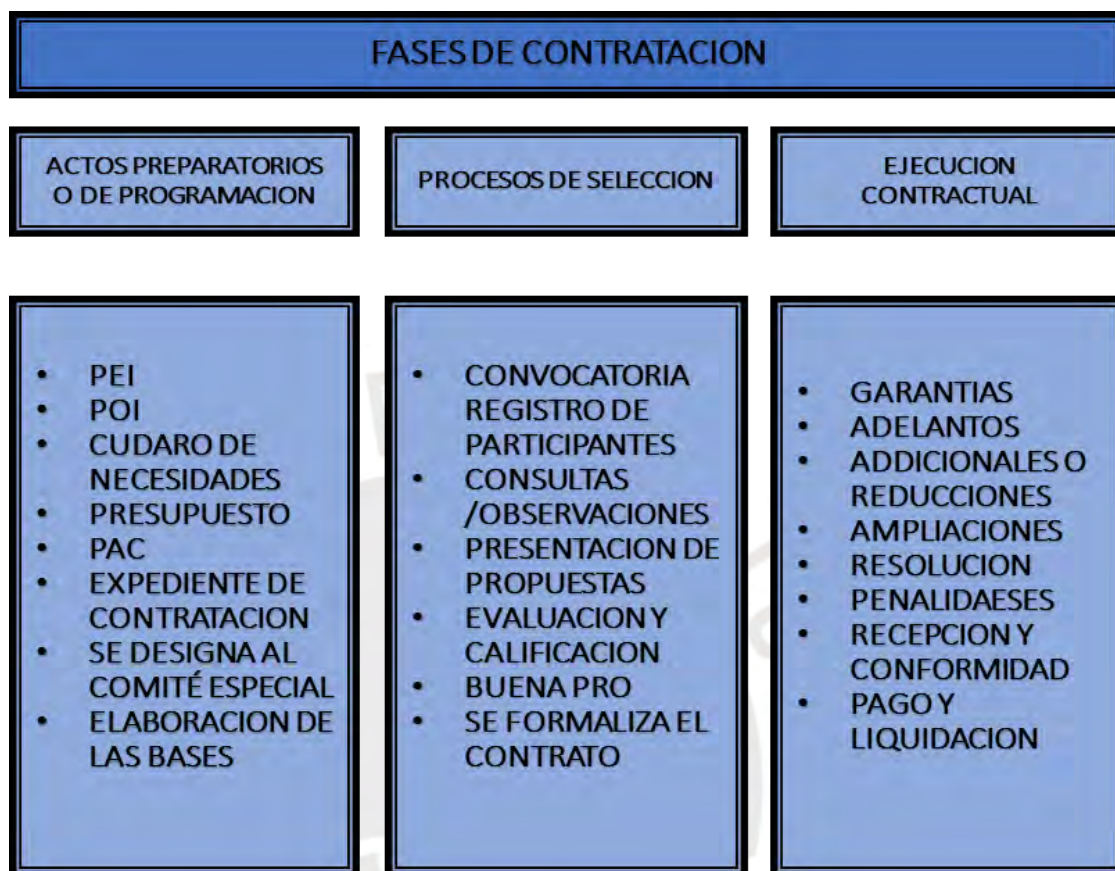 FASES DE CONTRATACION
ACTOS PREPARATORIOS
O DE PROGRAMACION
PROCESOS DE SELECCION
EJECUCION
CONTRACTUAL
• PEI
• POI
• CUDARO DE
NECESIDADES
• PRESUPUESTO
• PAC
• EXPEDIENTE DE
CONTRATACION
• SE DESIGNA AL
COMITÉ ESPECIAL
• ELABORACION DE
LAS BASES
• CONVOCATORIA
REGISTRO DE
PARTICIPANTES
• CONSULTAS
/OBSERVACIONES
• PRESENTACION DE
PROPUESTAS
• EVALUACION Y
CALIFICACION
• BUENA PRO
• SE FORMALIZA EL
CONTRATO
• GARANTIAS
• ADELANTOS
• ADDICIONALES O
REDUCCIONES
• AMPLIACIONES
• RESOLUCION
• PENALIDAESES
• RECEPCION Y
CONFORMIDAD
• PAGO Y
LIQUIDACION